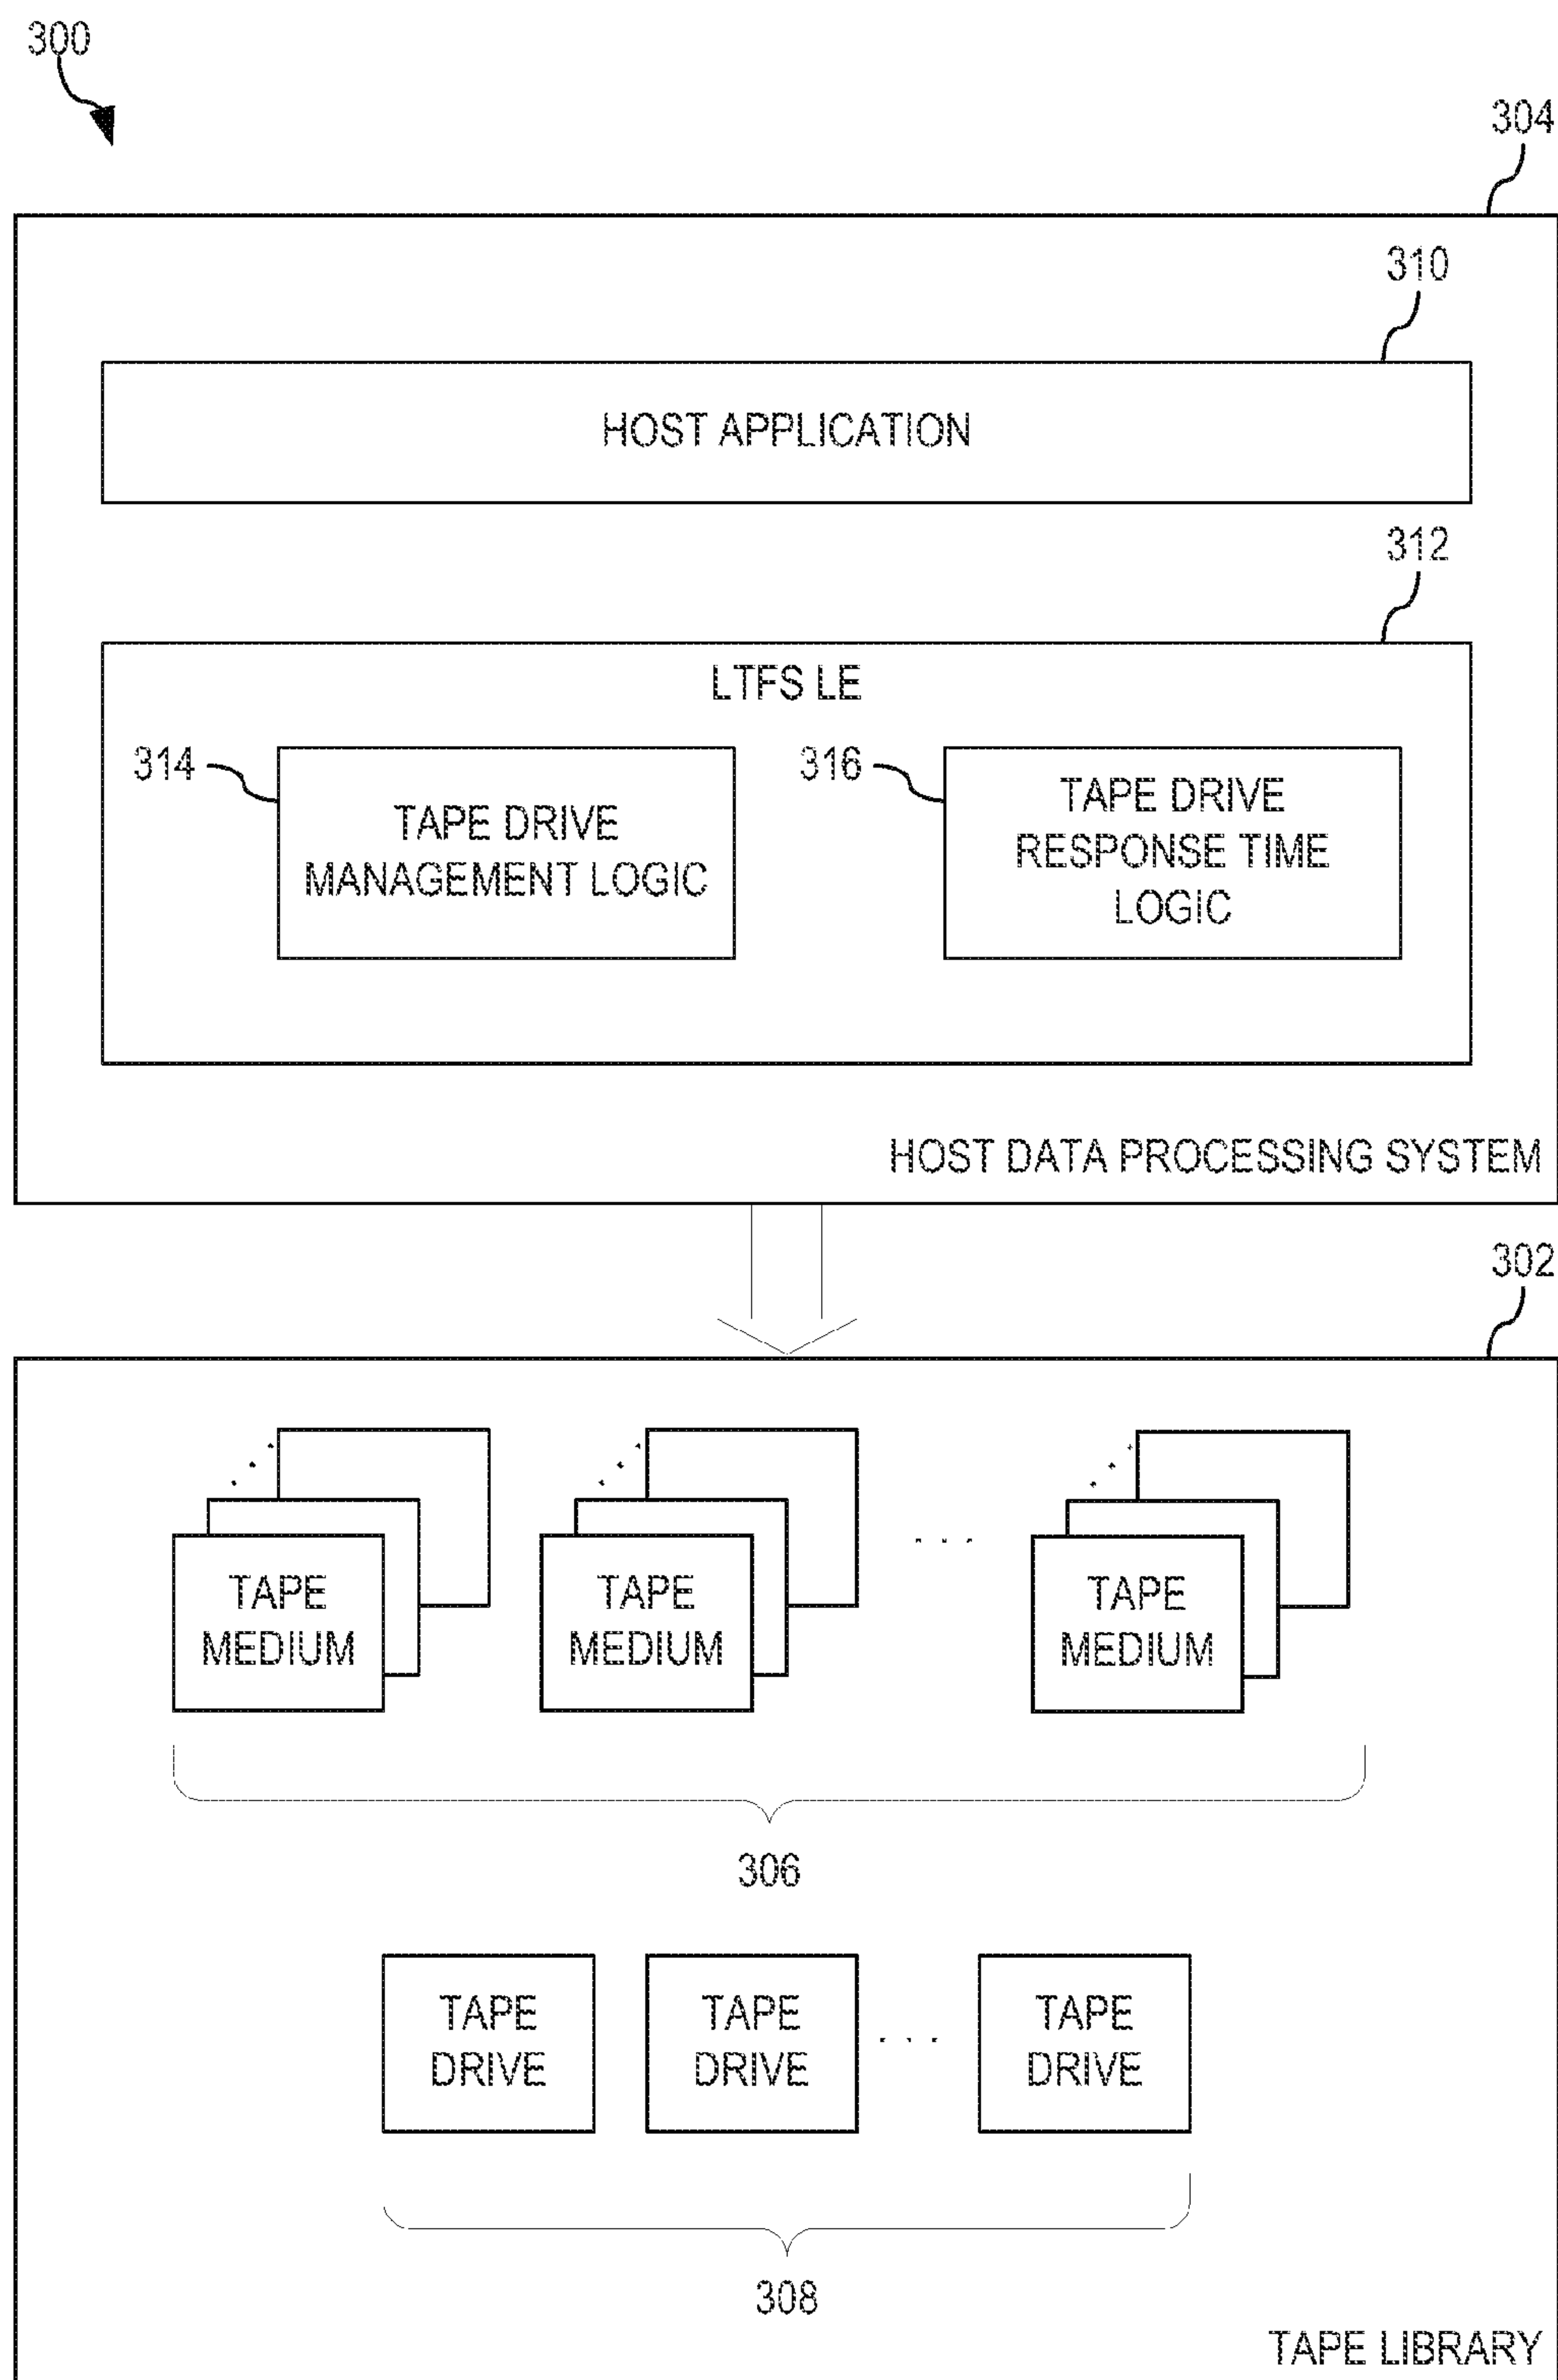 300
304
310
HOST APPLICATION
312
LTFS LE
314
TAPE DRIVE
MANAGEMENT LOGIC
316
TAPE DRIVE
RESPONSE TIME
LOGIC
HOST DATA PROCESSING SYSTEM
302
TAPE
MEDIUM
TAPE
MEDIUM
. . .
TAPE
MEDIUM
306
TAPE
DRIVE
TAPE
DRIVE
. . .
TAPE
DRIVE
308
TAPE LIBRARY